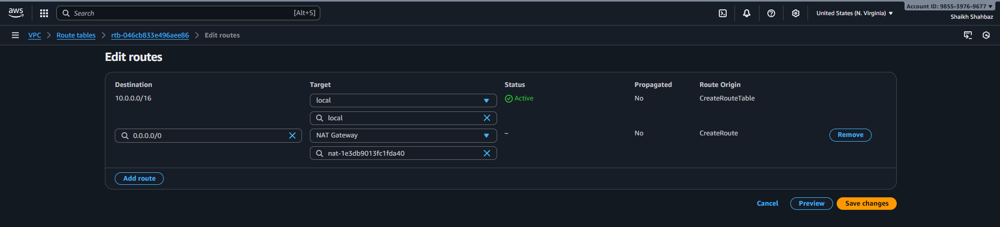 aws
Search [Alt+S]
United States (N. Virginia)
Account ID: 9855-3976-9677
Shaikh Shahbaz
VPC
Route tables
rtb-046cb833e496aee86
Edit routes
Edit routes
Destination Target Status Propagated Route Origin
10.0.0.0/16 local Active No CreateRouteTable
local
0.0.0.0/0 NAT Gateway – No CreateRoute Remove
nat-1e3db9013fc1fda40
Add route
Cancel Preview Save changes